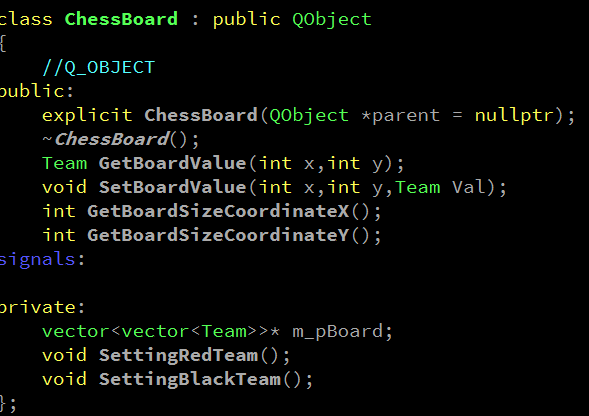 class ChessBoard : public QObject
{
    //Q_OBJECT
public:
    explicit ChessBoard(QObject *parent = nullptr);
    ~ChessBoard();
    Team GetBoardValue(int x,int y);
    void SetBoardValue(int x,int y,Team Val);
    int GetBoardSizeCoordinateX();
    int GetBoardSizeCoordinateY();
signals:

private:
    vector<vector<Team>>* m_pBoard;
    void SettingRedTeam();
    void SettingBlackTeam();
};